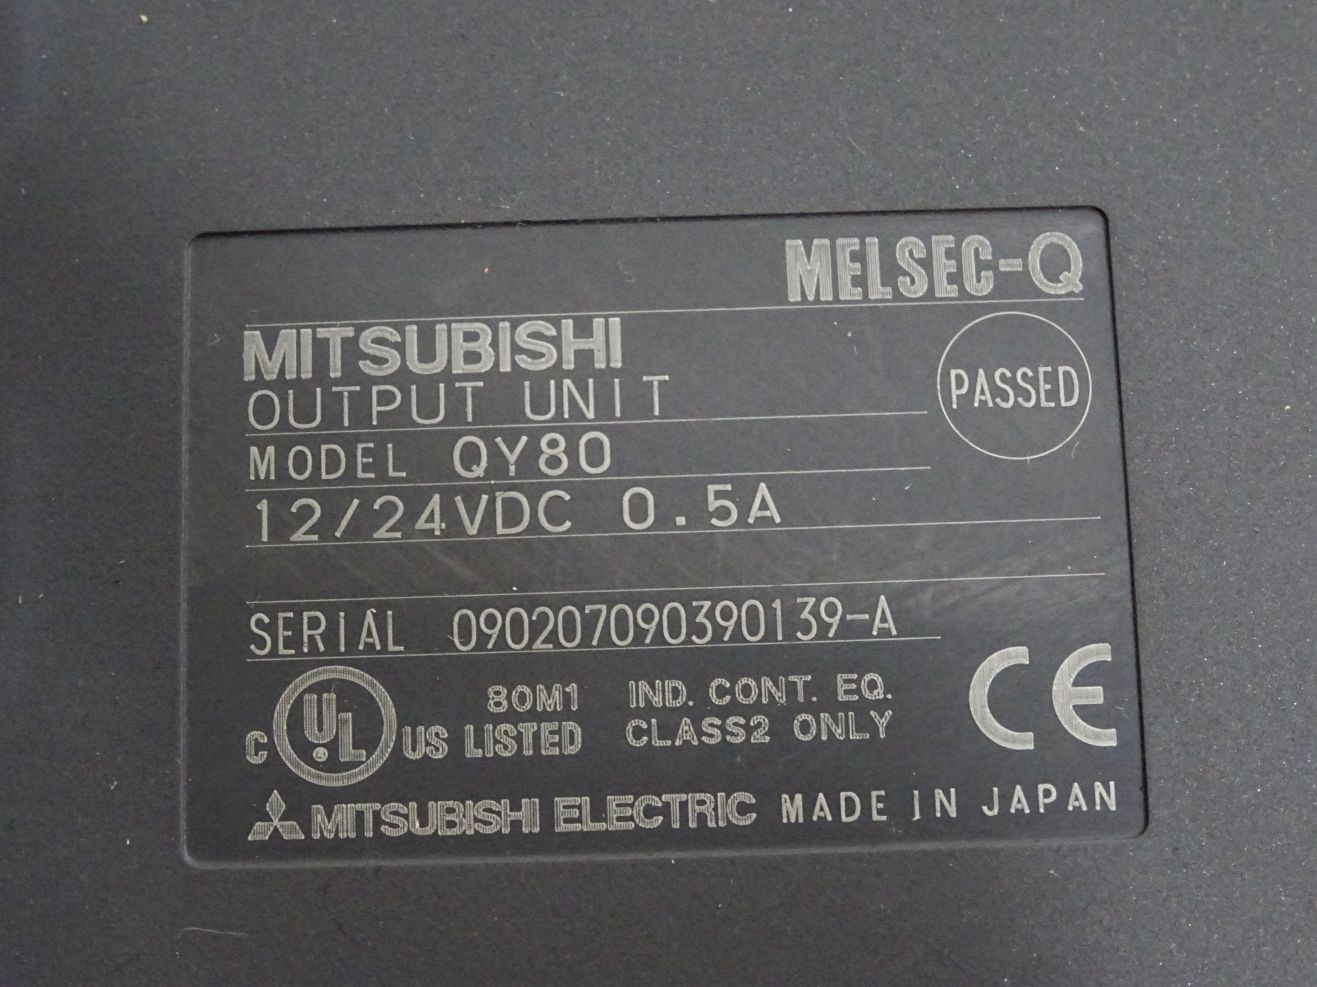 MELSEC-Q
MITSUBISHI
OUTPUT UNIT
PASSED
MODEL QY80
12/24VDC 0.5A
SERIAL 090207090390139-A
C UL US LISTED
80M1 IND. CONT. EQ.
CLASS2 ONLY
CE
MITSUBISHI ELECTRIC MADE IN JAPAN